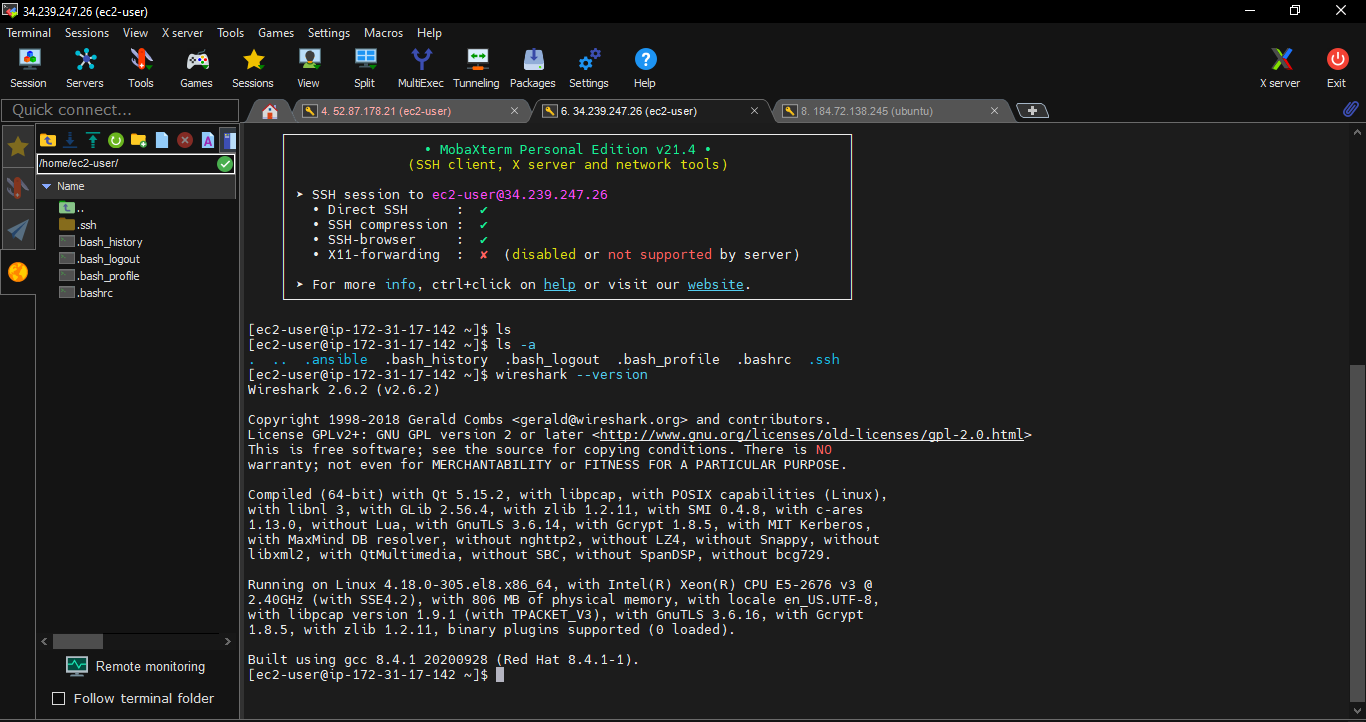 34.239.247.26 (ec2-user)
Terminal Sessions View X server Tools Games Settings Macros Help
Session Servers Tools Games Sessions View Split MultiExec Tunneling Packages Settings Help X server Exit
Quick connect...
4. 52.87.178.21 (ec2-user)
6. 34.239.247.26 (ec2-user)
8. 184.72.138.245 (ubuntu)
/home/ec2-user/
Name
..
.ssh
.bash_history
.bash_logout
.bash_profile
.bashrc
Remote monitoring
Follow terminal folder
• MobaXterm Personal Edition v21.4 •
(SSH client, X server and network tools)
➤ SSH session to ec2-user@34.239.247.26
• Direct SSH : ✔
• SSH compression : ✔
• SSH-browser : ✔
• X11-forwarding : ✘ (disabled or not supported by server)
➤ For more info, ctrl+click on help or visit our website.
[ec2-user@ip-172-31-17-142 ~]$ ls
[ec2-user@ip-172-31-17-142 ~]$ ls -a
. .. .ansible .bash_history .bash_logout .bash_profile .bashrc .ssh
[ec2-user@ip-172-31-17-142 ~]$ wireshark --version
Wireshark 2.6.2 (v2.6.2)
Copyright 1998-2018 Gerald Combs <gerald@wireshark.org> and contributors.
License GPLv2+: GNU GPL version 2 or later <http://www.gnu.org/licenses/old-licenses/gpl-2.0.html>
This is free software; see the source for copying conditions. There is NO
warranty; not even for MERCHANTABILITY or FITNESS FOR A PARTICULAR PURPOSE.
Compiled (64-bit) with Qt 5.15.2, with libpcap, with POSIX capabilities (Linux),
with libnl 3, with GLib 2.56.4, with zlib 1.2.11, with SMI 0.4.8, with c-ares
1.13.0, without Lua, with GnuTLS 3.6.14, with Gcrypt 1.8.5, with MIT Kerberos,
with MaxMind DB resolver, without nghttp2, without LZ4, without Snappy, without
libxml2, with QtMultimedia, without SBC, without SpanDSP, without bcg729.
Running on Linux 4.18.0-305.el8.x86_64, with Intel(R) Xeon(R) CPU E5-2676 v3 @
2.40GHz (with SSE4.2), with 806 MB of physical memory, with locale en_US.UTF-8,
with libpcap version 1.9.1 (with TPACKET_V3), with GnuTLS 3.6.16, with Gcrypt
1.8.5, with zlib 1.2.11, binary plugins supported (0 loaded).
Built using gcc 8.4.1 20200928 (Red Hat 8.4.1-1).
[ec2-user@ip-172-31-17-142 ~]$